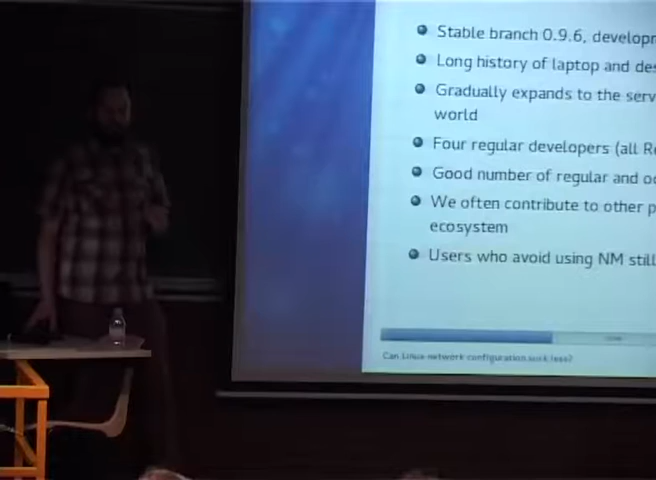 Stable branch 0.9.6, developm
Long history of laptop and des
Gradually expands to the serv
world
Four regular developers (all R
Good number of regular and o
We often contribute to other p
ecosystem
Users who avoid using NM still
Can Linux network configuration suck less?